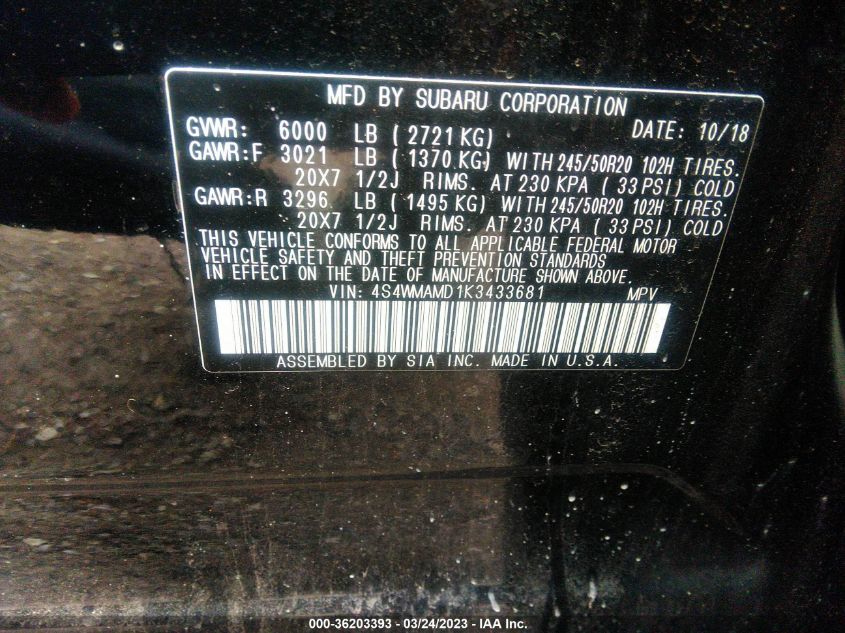 MFD BY SUBARU CORPORATION
GVWR: 6000 LB ( 2721 KG) DATE: 10/18
GAWR:F 3021 LB ( 1370 KG) WITH 245/50R20 102H TIRES.
20X7 1/2J RIMS. AT 230 KPA ( 33 PSI) COLD
GAWR:R 3296 LB ( 1495 KG) WITH 245/50R20 102H TIRES.
20X7 1/2J RIMS. AT 230 KPA ( 33 PSI) COLD
THIS VEHICLE CONFORMS TO ALL APPLICABLE FEDERAL MOTOR
VEHICLE SAFETY AND THEFT PREVENTION STANDARDS
IN EFFECT ON THE DATE OF MANUFACTURE SHOWN ABOVE.
VIN: 4S4WMAMD1K3433681 MPV
ASSEMBLED BY SIA INC. MADE IN U.S.A.
000-36203393 - 03/24/2023 - IAA Inc.